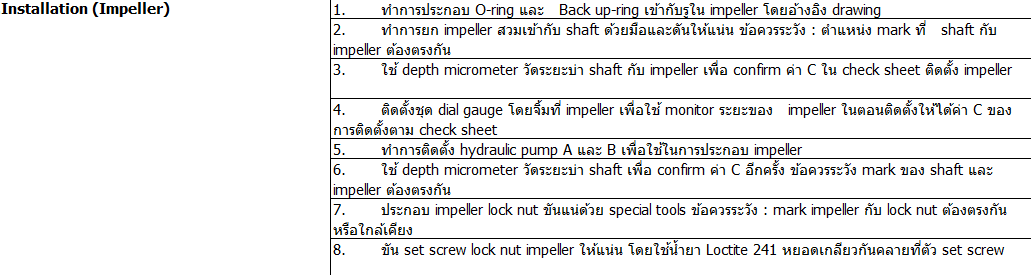 Installation (Impeller)
1. ทำการประกอบ O-ring และ Back up-ring เข้ากับรูใน impeller โดยอ้างอิง drawing
2. ทำการยก impeller สวมเข้ากับ shaft ด้วยมือและดันให้แน่น ข้อควรระวัง : ตำแหน่ง mark ที่ shaft กับ
impeller ต้องตรงกัน
3. ใช้ depth micrometer วัดระยะบ่า shaft กับ impeller เพื่อ confirm ค่า C ใน check sheet ติดตั้ง impeller
4. ติดตั้งชุด dial gauge โดยจิ้มที่ impeller เพื่อใช้ monitor ระยะของ impeller ในตอนติดตั้งให้ได้ค่า C ของ
การติดตั้งตาม check sheet
5. ทำการติดตั้ง hydraulic pump A และ B เพื่อใช้ในการประกอบ impeller
6. ใช้ depth micrometer วัดระยะบ่า shaft เพื่อ confirm ค่า C อีกครั้ง ข้อควรระวัง mark ของ shaft และ
impeller ต้องตรงกัน
7. ประกอบ impeller lock nut ขันแน่ด้วย special tools ข้อควรระวัง : mark impeller กับ lock nut ต้องตรงกัน
หรือใกล้เคียง
8. ขัน set screw lock nut impeller ให้แน่น โดยใช้น้ำยา Loctite 241 หยอดเกลียวกันคลายที่ตัว set screw